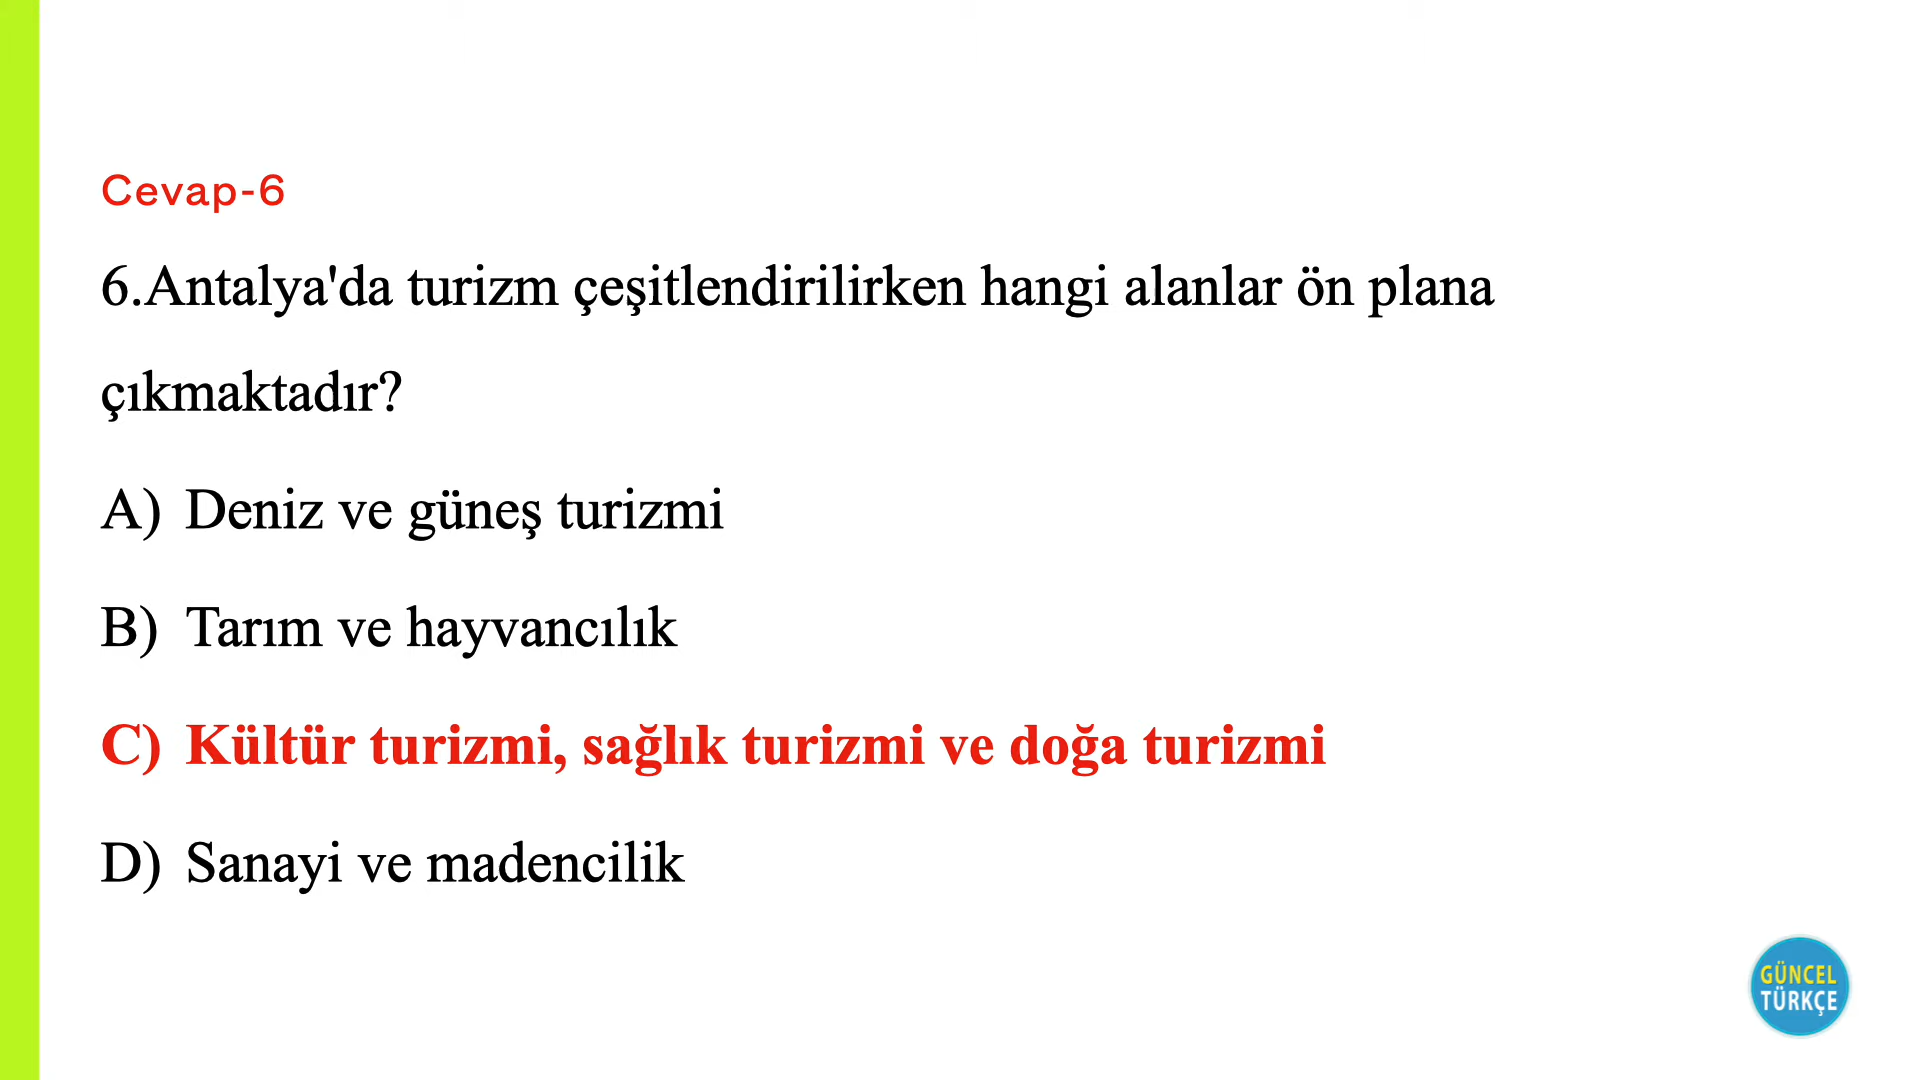 Cevap-6
6.Antalya'da turizm çeşitlendirilirken hangi alanlar ön plana
çıkmaktadır?
A) Deniz ve güneş turizmi
B) Tarım ve hayvancılık
C) Kültür turizmi, sağlık turizmi ve doğa turizmi
D) Sanayi ve madencilik
GÜNCEL
TÜRKÇE